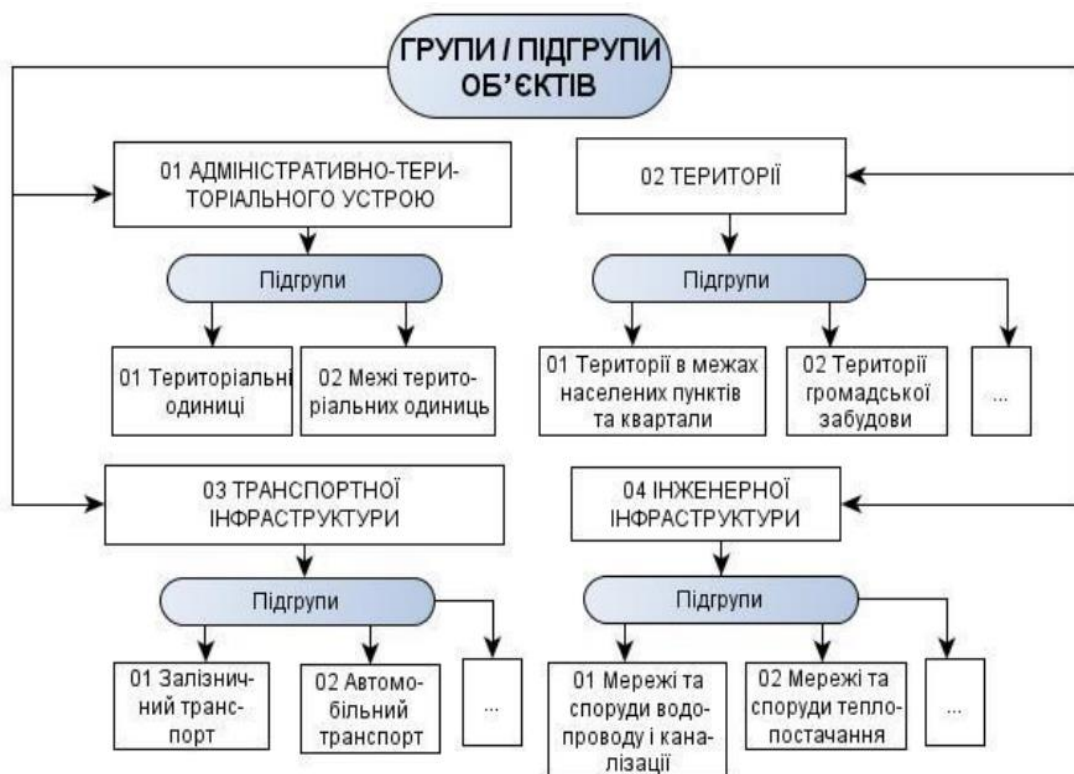 ГРУПИ / ПІДГРУПИ
ОБ’ЄКТІВ
01 АДМІНІСТРАТИВНО-ТЕРИ-
ТОРІАЛЬНОГО УСТРОЮ
02 ТЕРИТОРІЇ
Підгрупи
Підгрупи
01 Територіальні
одиниці
02 Межі терито-
ріальних одиниць
01 Території в межах
населених пунктів
та квартали
02 Території
громадської
забудови
...
03 ТРАНСПОРТНОЇ
ІНФРАСТРУКТУРИ
04 ІНЖЕНЕРНОЇ
ІНФРАСТРУКТУРИ
Підгрупи
Підгрупи
01 Залізнич-
ний транс-
порт
02 Автомо-
більний
транспорт
...
01 Мережі та
споруди водо-
проводу і кана-
лізації
02 Мережі та
споруди тепло-
постачання
...